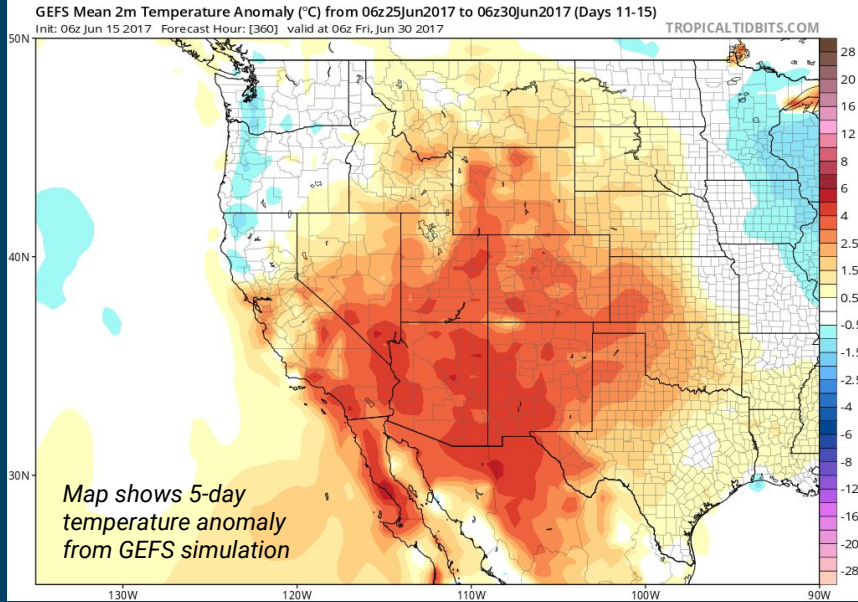 GEFS Mean 2m Temperature Anomaly (°C) from 06z25Jun2017 to 06z30Jun2017 (Days 11-15)
Init: 06z Jun 15 2017 Forecast Hour: [360] valid at 06z Fri, Jun 30 2017 TROPICALTIDBITS.COM
50N
40N
30N
130W 120W 110W 100W 90W
28
20
16
12
8
6
4
2.5
1.5
0.5
-0.5
-1.5
-2.5
-4
-6
-8
-12
-16
-20
-28
Map shows 5-day
temperature anomaly
from GEFS simulation